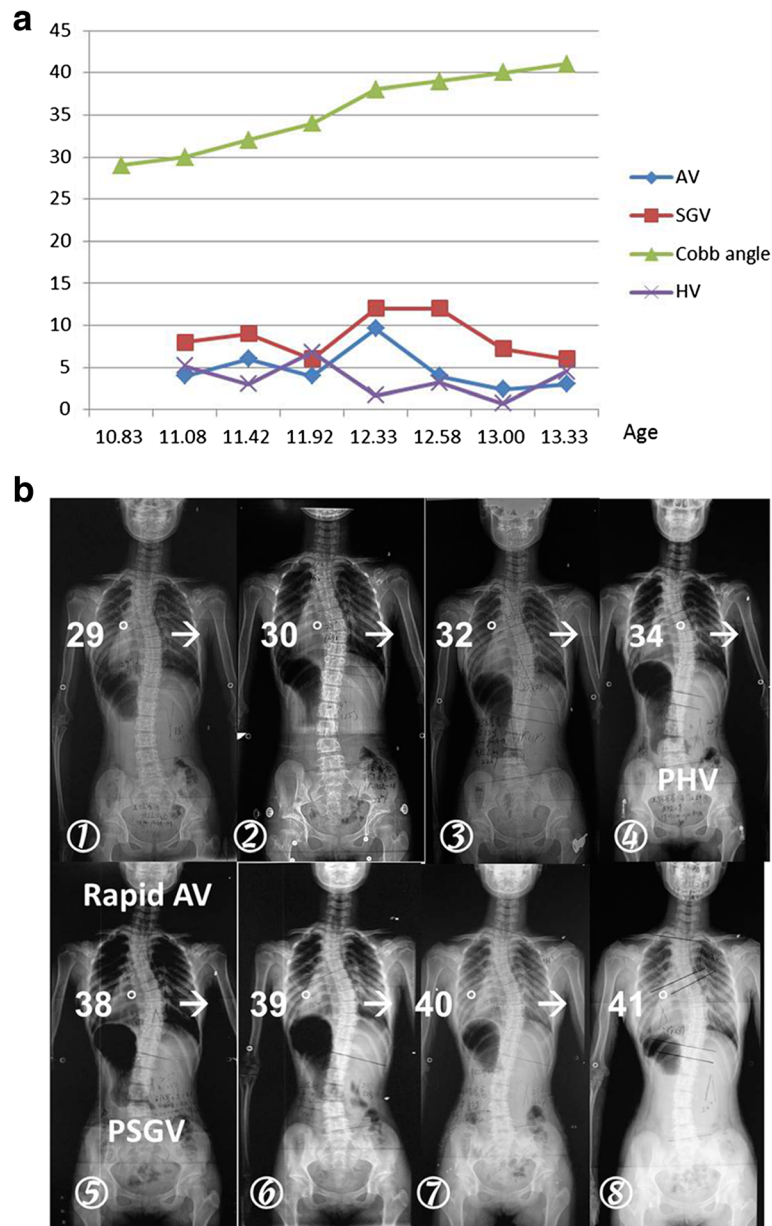 a
45
40
35
30
25
20
15
10
5
0
10.83 11.08 11.42 11.92 12.33 12.58 13.00 13.33 Age
AV
SGV
Cobb angle
HV
b
29 ° → 30 ° → 32 ° → 34 ° →
PHV
① ② ③ ④
Rapid AV
38 ° → 39 ° → 40 ° → 41 °
PSGV
⑤ ⑥ ⑦ ⑧